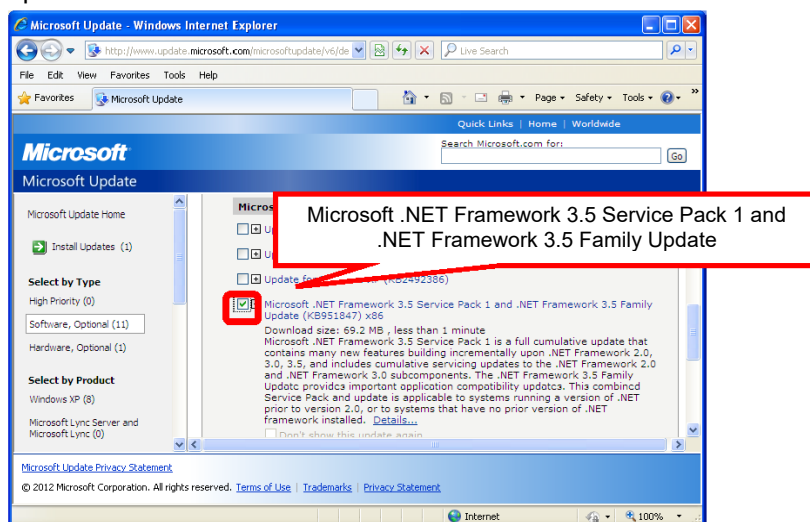 Microsoft Update - Windows Internet Explorer
http://www.update.microsoft.com/microsoftupdate/v6/de
Live Search
File Edit View Favorites Tools Help
Favorites Microsoft Update
Page Safety Tools
Quick Links | Home | Worldwide
Microsoft
Search Microsoft.com for:
Go
Microsoft Update
Microsoft Update Home
Install Updates (1)
Select by Type
High Priority (0)
Software, Optional (11)
Hardware, Optional (1)
Select by Product
Windows XP (8)
Microsoft Lync Server and
Microsoft Lync (0)
Microsoft .NET Framework 3.5 Service Pack 1 and
.NET Framework 3.5 Family Update
Update for (KB2492386)
Microsoft .NET Framework 3.5 Service Pack 1 and .NET Framework 3.5 Family
Update (KB951847) x86
Download size: 69.2 MB , less than 1 minute
Microsoft .NET Framework 3.5 Service Pack 1 is a full cumulative update that
contains many new features building incrementally upon .NET Framework 2.0,
3.0, 3.5, and includes cumulative servicing updates to the .NET Framework 2.0
and .NET Framework 3.0 subcomponents. The .NET Framework 3.5 Family
Update provides important application compatibility updates. This combined
Service Pack and update is applicable to systems running a version of .NET
prior to version 2.0, or to systems that have no prior version of .NET
framework installed. Details...
Don't show this update again
Microsoft Update Privacy Statement
© 2012 Microsoft Corporation. All rights reserved. Terms of Use | Trademarks | Privacy Statement
Internet
100%